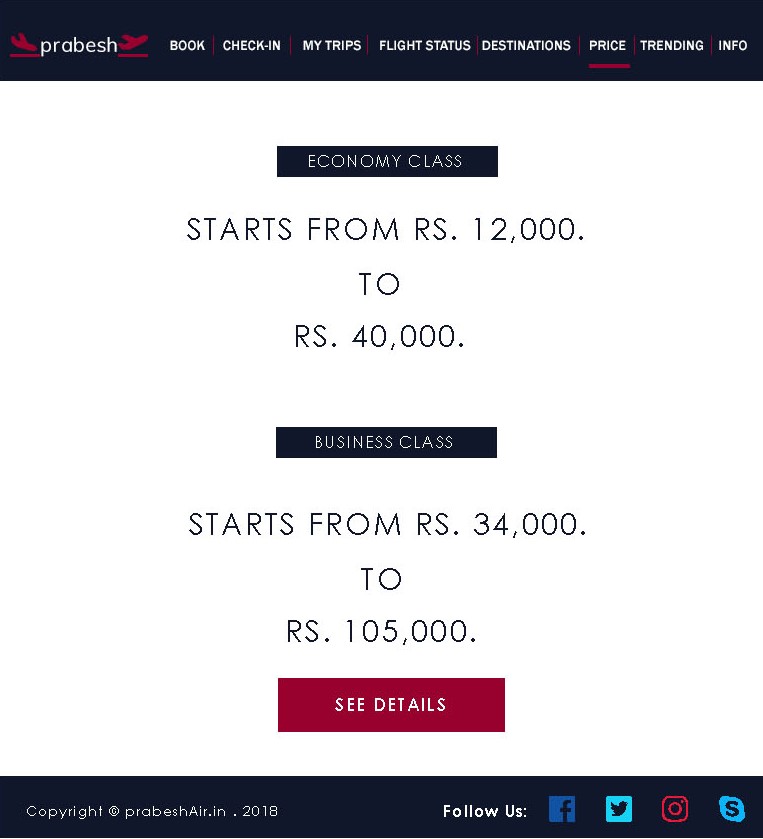 prabesh BOOK CHECK-IN MY TRIPS FLIGHT STATUS DESTINATIONS PRICE TRENDING INFO
ECONOMY CLASS
STARTS FROM RS. 12,000.
TO
RS. 40,000.
BUSINESS CLASS
STARTS FROM RS. 34,000.
TO
RS. 105,000.
SEE DETAILS
Copyright © prabeshAir.in . 2018 Follow Us: